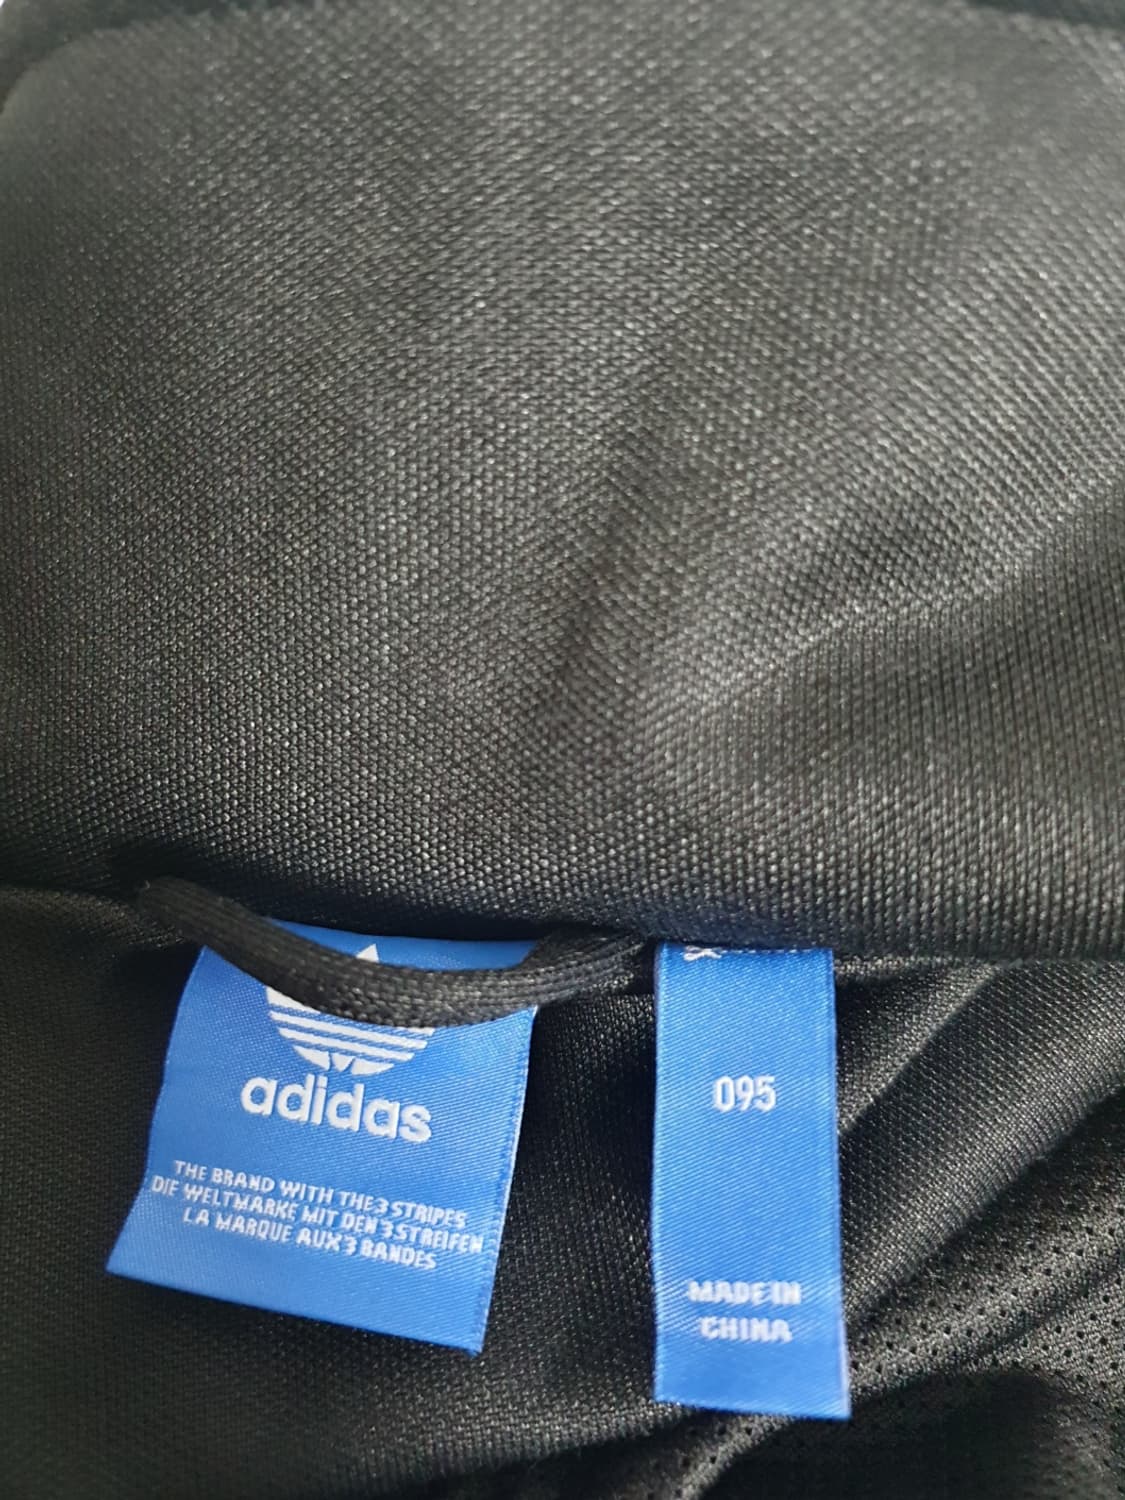 adidas
THE BRAND WITH THE 3 STRIPES
DIE WELTMARKE MIT DEN 3 STREIFEN
LA MARQUE AUX 3 BANDES
095
MADE IN
CHINA